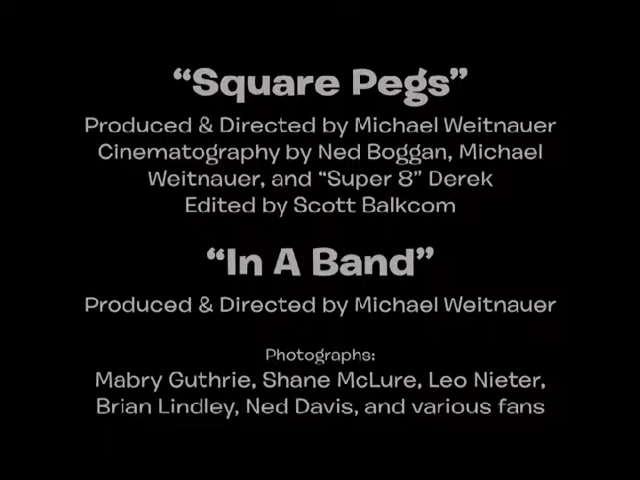 “Square Pegs”
Produced & Directed by Michael Weitnauer
Cinematography by Ned Boggan, Michael
Weitnauer, and “Super 8” Derek
Edited by Scott Balkcom
“In A Band”
Produced & Directed by Michael Weitnauer
Photographs:
Mabry Guthrie, Shane McLure, Leo Nieter,
Brian Lindley, Ned Davis, and various fans